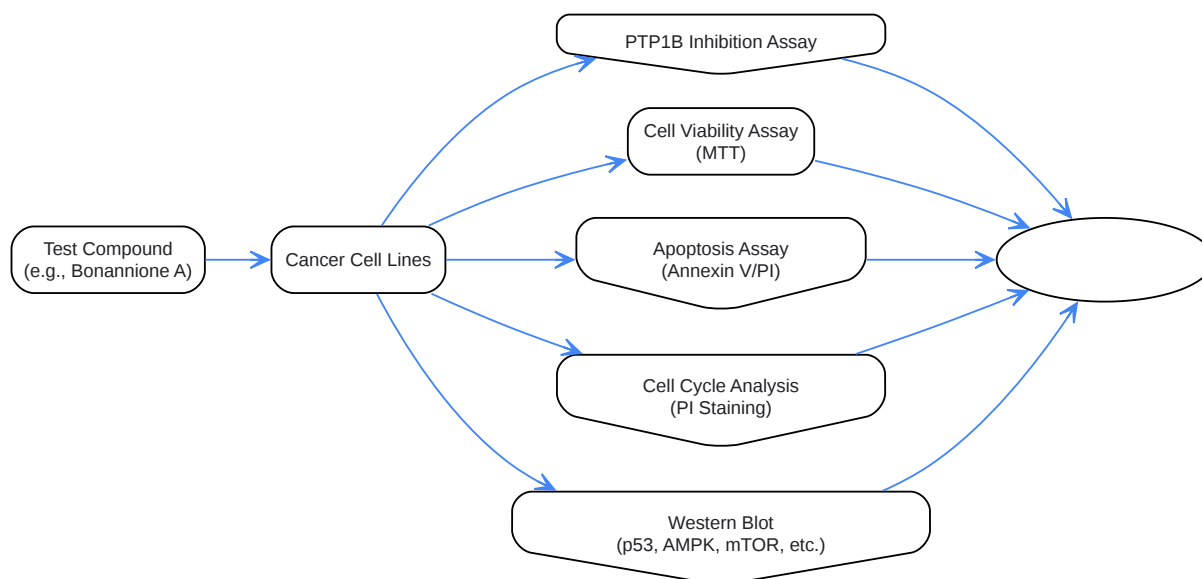 PTP1B Inhibition Assay
Cell Viability Assay
(MTT)
Test Compound
(e.g., Bonannione A)
Cancer Cell Lines
Apoptosis Assay
(Annexin V/PI)
Cell Cycle Analysis
(PI Staining)
Western Blot
(p53, AMPK, mTOR, etc.)